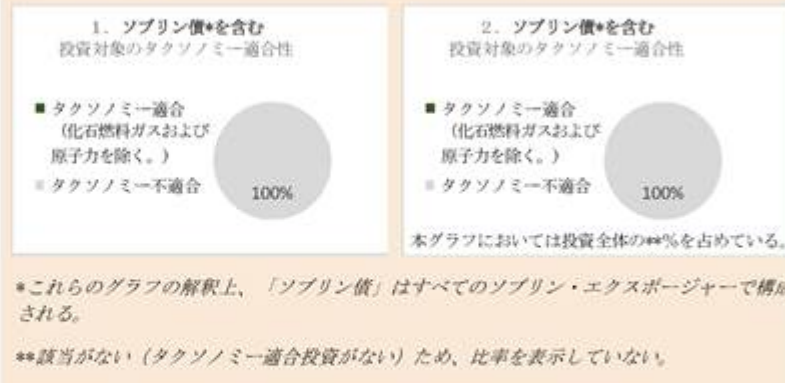 1. ソブリン債*を含む
投資対象のタクソノミー適合性
■ タクソノミー適合
（化石燃料ガスおよび
原子力を除く。）
■ タクソノミー不適合
100%
2. ソブリン債*を含む
投資対象のタクソノミー適合性
■ タクソノミー適合
（化石燃料ガスおよび
原子力を除く。）
■ タクソノミー不適合
100%
本グラフにおいては投資全体の**%を占めている。
*これらのグラフの解釈上、「ソブリン債」はすべてのソブリン・エクスポージャーで構成
される。
**該当がない（タクソノミー適合投資がない）ため、比率を表示していない。